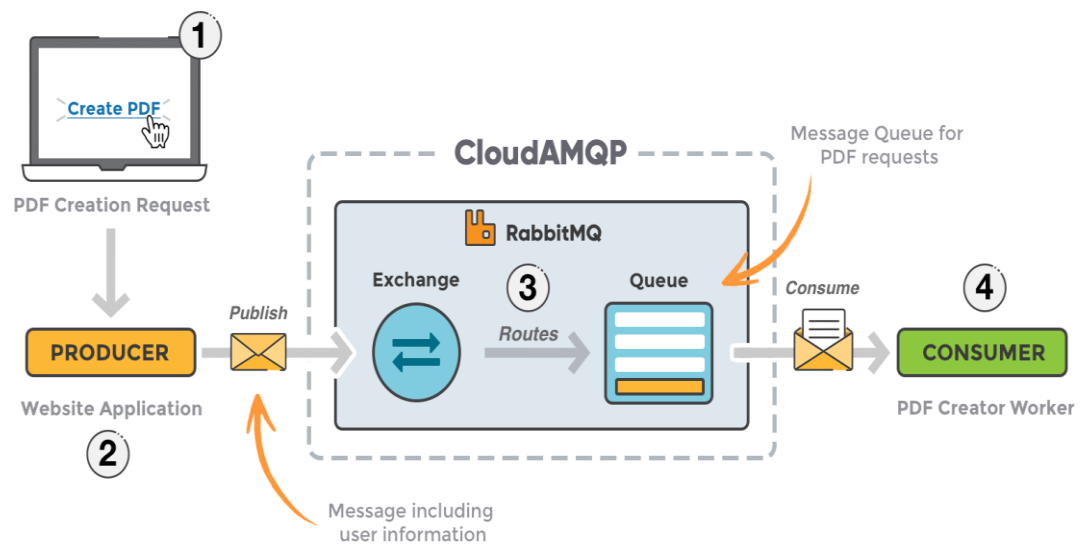 1
Create PDF
PDF Creation Request
CloudAMQP
Message Queue for
PDF requests
RabbitMQ
Exchange
3
Queue
Routes
Publish
Consume
4
PRODUCER
CONSUMER
Website Application
2
PDF Creator Worker
Message including
user information